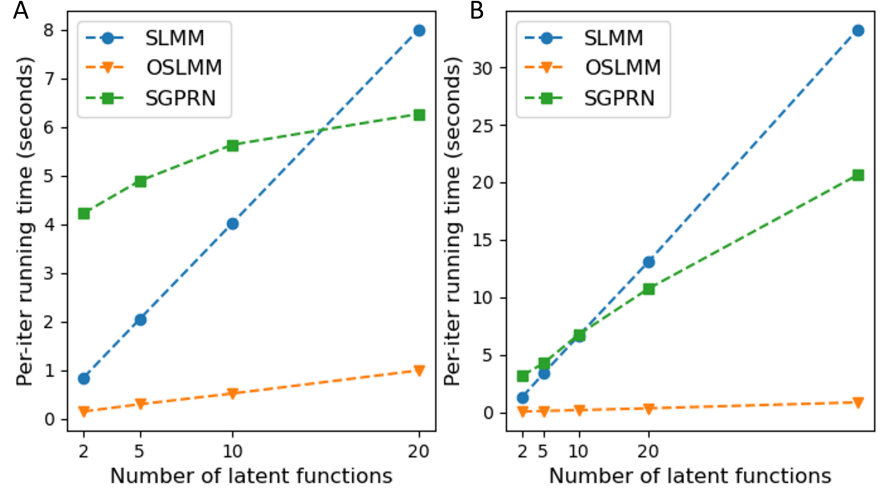 A
SLMM
OSLMM
SGPRN
Per-iter running time (seconds)
8
7
6
5
4
3
2
1
0
2 5 10 20
Number of latent functions
B
SLMM
OSLMM
SGPRN
Per-iter running time (seconds)
30
25
20
15
10
5
0
2 5 10 20
Number of latent functions